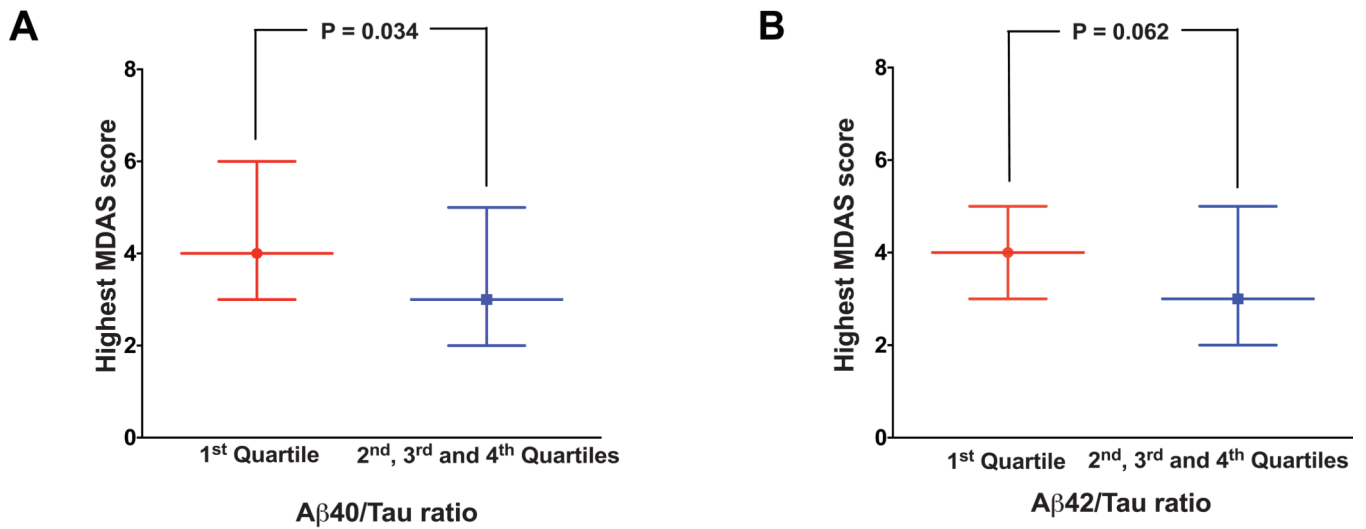 A
P = 0.034
Highest MDAS score
8
6
4
2
0
1st Quartile
2nd, 3rd and 4th Quartiles
Aβ40/Tau ratio
B
P = 0.062
Highest MDAS score
8
6
4
2
0
1st Quartile
2nd, 3rd and 4th Quartiles
Aβ42/Tau ratio